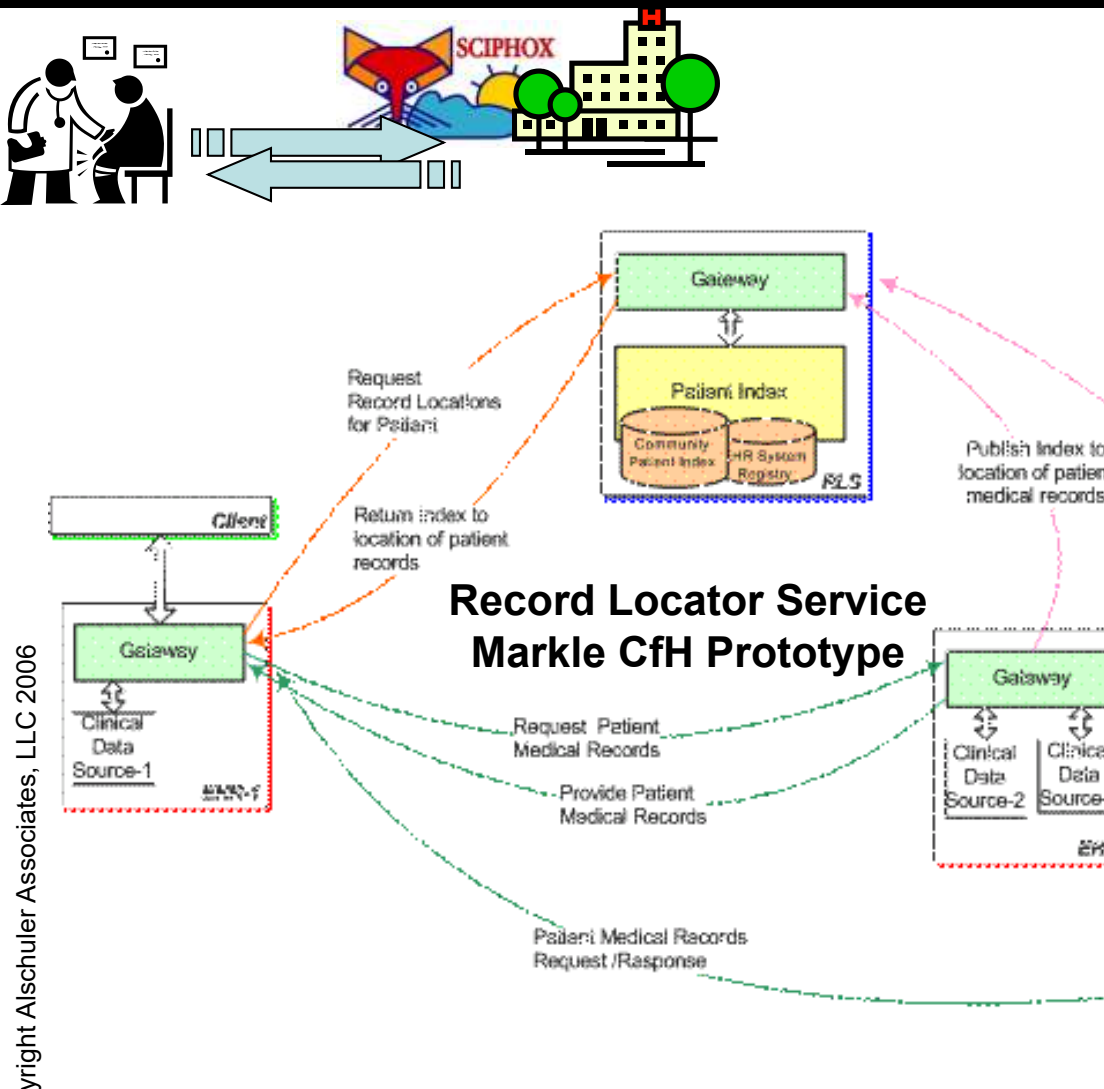 H
SCIPHOX
Gateway
Patient Index
Community
Patient Index
HR System
Registry
RLS
Request
Record Locations
for Patient
Publish Index to
location of patien
medical records
Client
Return index to
location of patient
records
Record Locator Service
Markle CfH Prototype
Gateway
Clinical
Data
Source-1
Gateway
Clinical
Data
Source-2
Clinica
Data
Source-
Request Patient
Medical Records
Provide Patient
Medical Records
Patient Medical Records
Request /Response
yright Alschuler Associates, LLC 2006